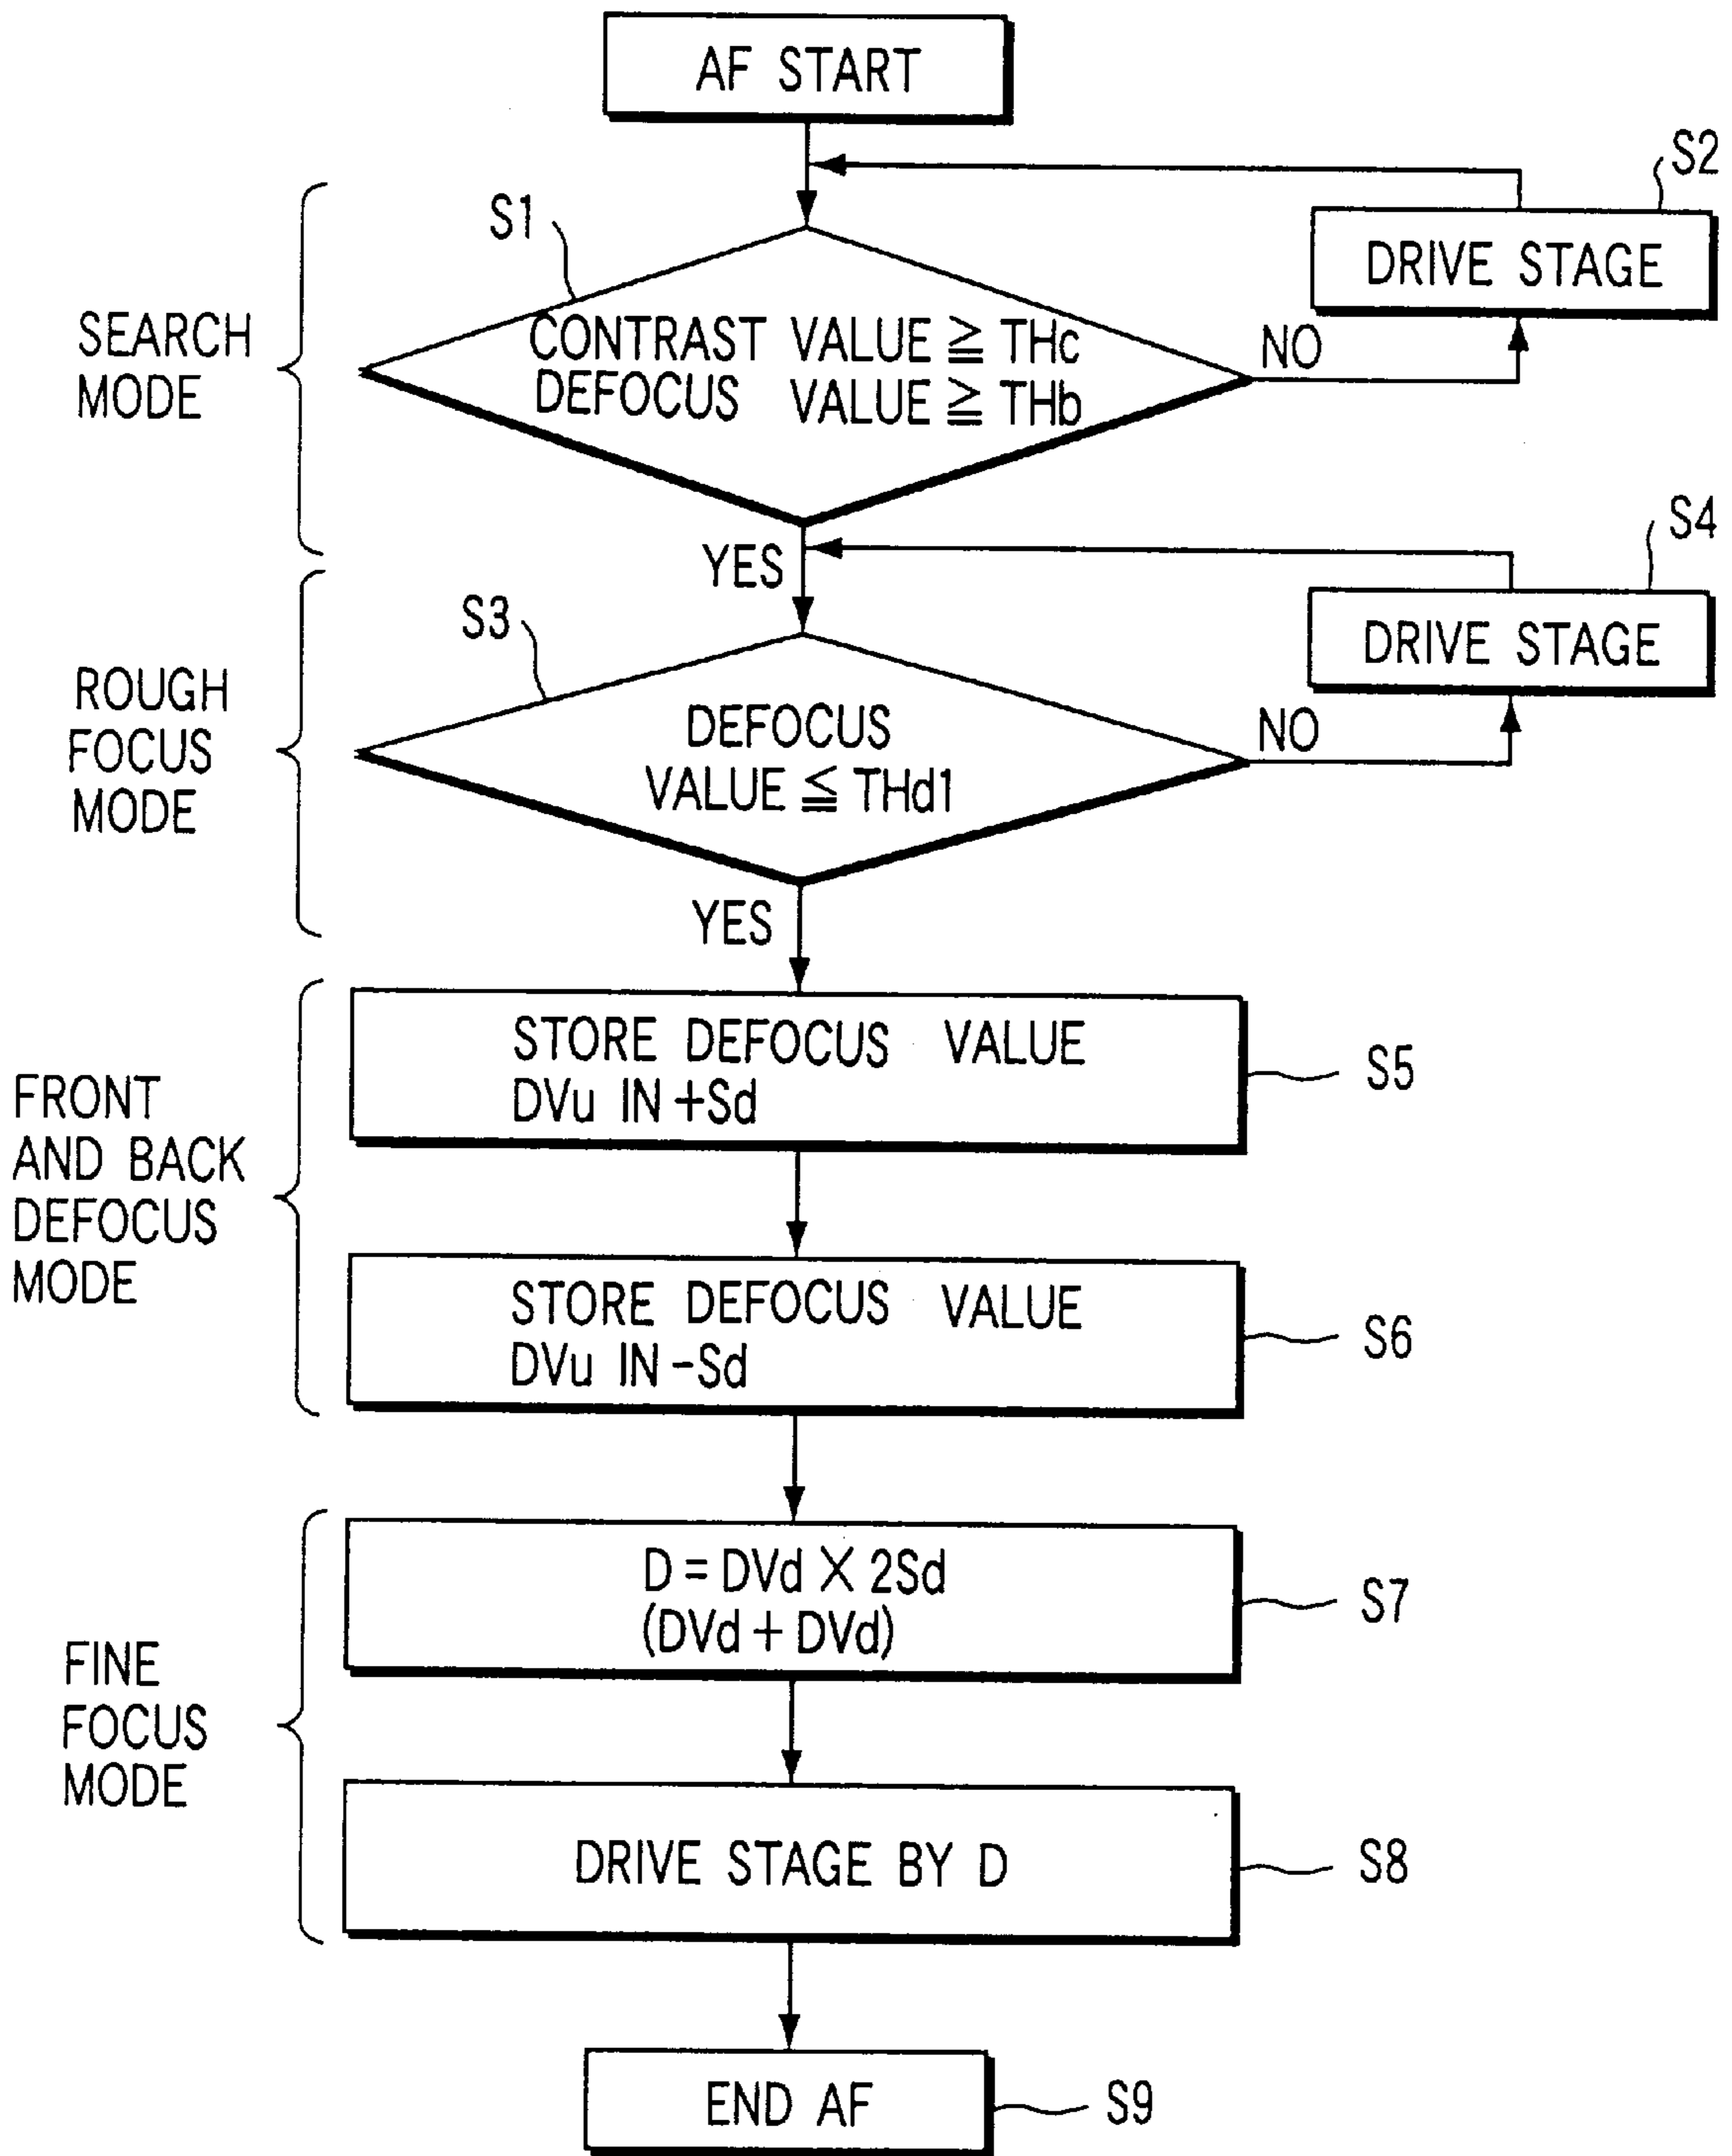 AF START
S2
DRIVE STAGE
S1
SEARCH
MODE
CONTRAST VALUE ≧ THc
DEFOCUS VALUE ≧ THb
NO
YES
S4
DRIVE STAGE
S3
ROUGH
FOCUS
MODE
DEFOCUS
VALUE ≦ THd1
NO
YES
FRONT
AND BACK
DEFOCUS
MODE
STORE DEFOCUS VALUE
DVu IN +Sd
S5
STORE DEFOCUS VALUE
DVu IN -Sd
S6
FINE
FOCUS
MODE
D = DVd X 2Sd
(DVd + DVd)
S7
DRIVE STAGE BY D
S8
END AF
S9